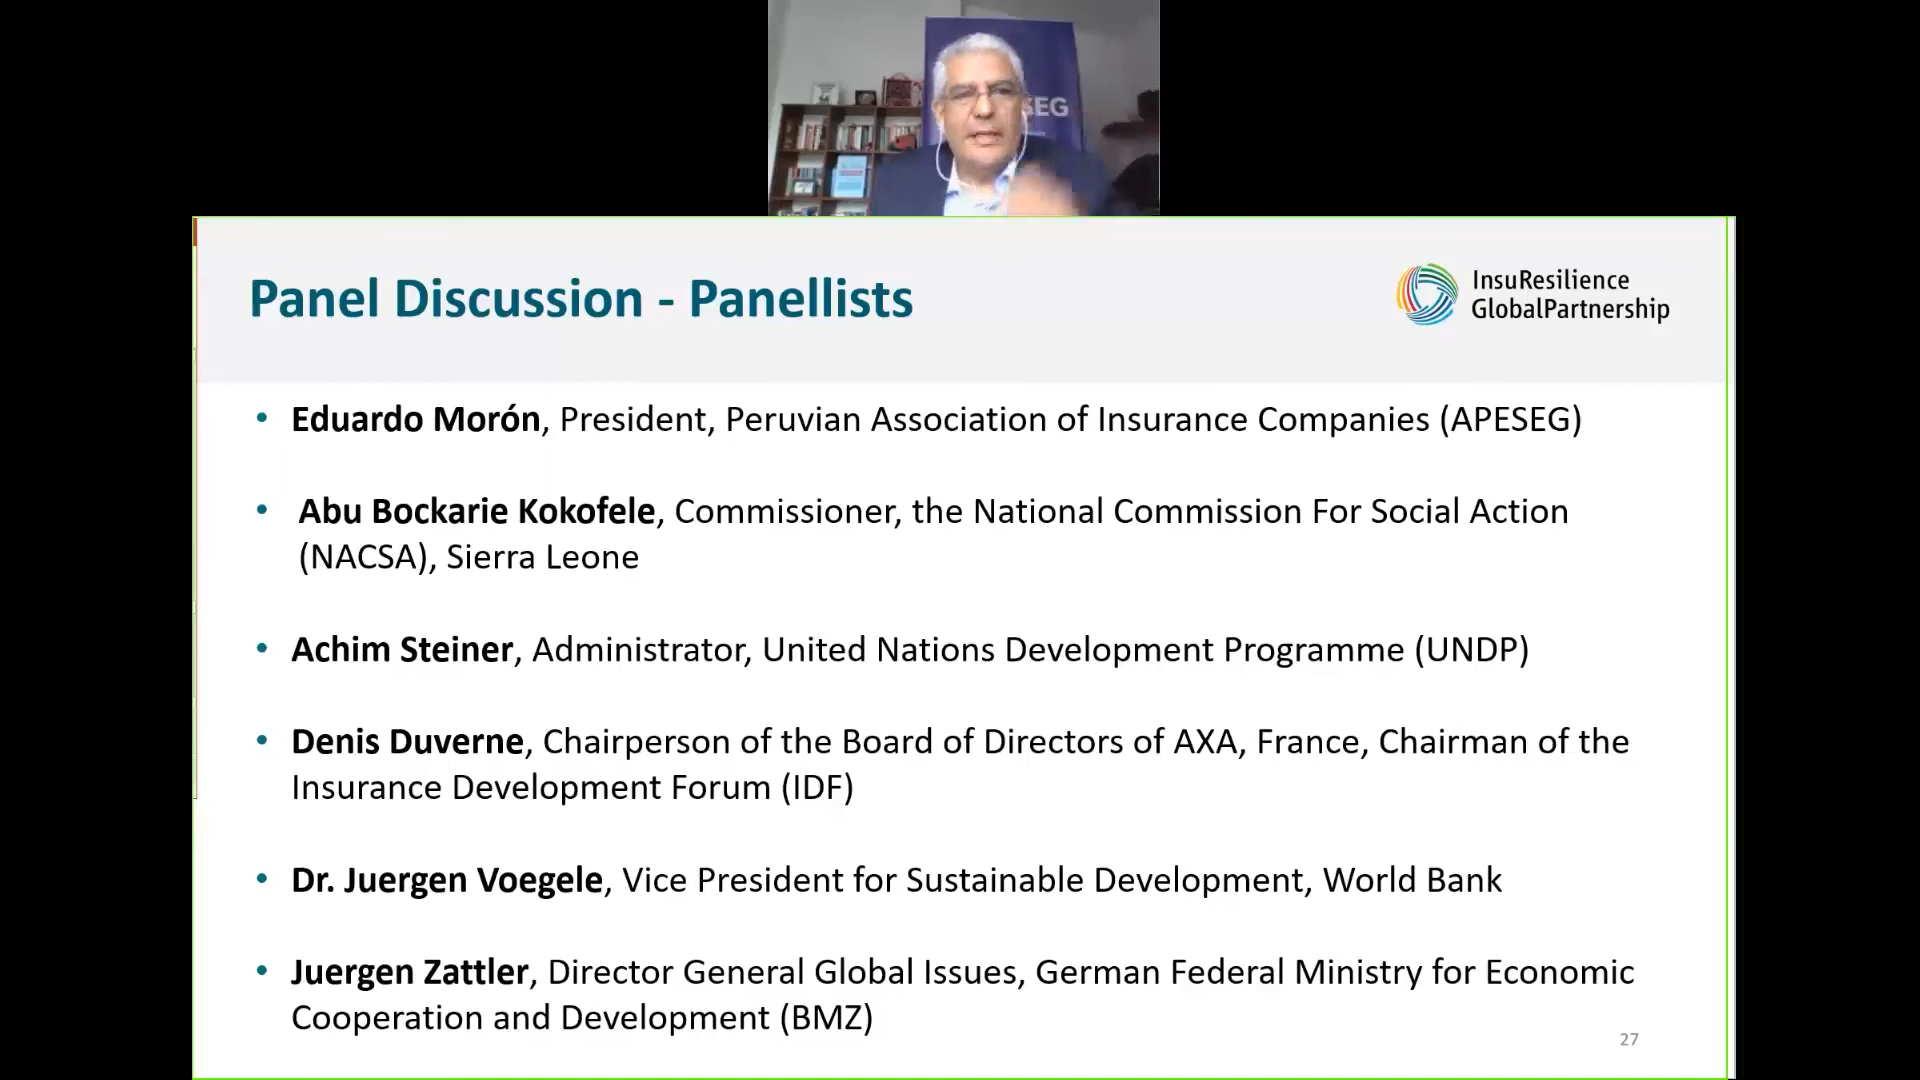 SEG
Panel Discussion - Panellists
InsuResilience
GlobalPartnership
• Eduardo Morón, President, Peruvian Association of Insurance Companies (APESEG)
• Abu Bockarie Kokofele, Commissioner, the National Commission For Social Action
(NACSA), Sierra Leone
• Achim Steiner, Administrator, United Nations Development Programme (UNDP)
• Denis Duverne, Chairperson of the Board of Directors of AXA, France, Chairman of the
Insurance Development Forum (IDF)
• Dr. Juergen Voegele, Vice President for Sustainable Development, World Bank
• Juergen Zattler, Director General Global Issues, German Federal Ministry for Economic
Cooperation and Development (BMZ)
27